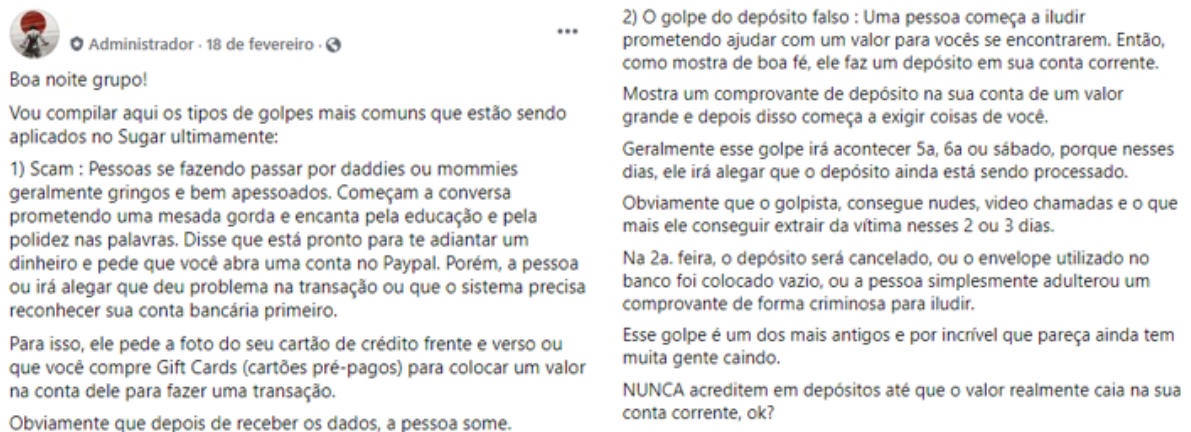 Administrador · 18 de fevereiro ·
Boa noite grupo!
Vou compilar aqui os tipos de golpes mais comuns que estão sendo
aplicados no Sugar ultimamente:
1) Scam : Pessoas se fazendo passar por daddies ou mommies
geralmente gringos e bem apessoados. Começam a conversa
prometendo uma mesada gorda e encanta pela educação e pela
polidez nas palavras. Disse que está pronto para te adiantar um
dinheiro e pede que você abra uma conta no Paypal. Porém, a pessoa
ou irá alegar que deu problema na transação ou que o sistema precisa
reconhecer sua conta bancária primeiro.
Para isso, ele pede a foto do seu cartão de crédito frente e verso ou
que você compre Gift Cards (cartões pré-pagos) para colocar um valor
na conta dele para fazer uma transação.
Obviamente que depois de receber os dados, a pessoa some.
2) O golpe do depósito falso : Uma pessoa começa a iludir
prometendo ajudar com um valor para vocês se encontrarem. Então,
como mostra de boa fé, ele faz um depósito em sua conta corrente.
Mostra um comprovante de depósito na sua conta de um valor
grande e depois disso começa a exigir coisas de você.
Geralmente esse golpe irá acontecer 5a, 6a ou sábado, porque nesses
dias, ele irá alegar que o depósito ainda está sendo processado.
Obviamente que o golpista, consegue nudes, video chamadas e o que
mais ele conseguir extrair da vítima nesses 2 ou 3 dias.
Na 2a. feira, o depósito será cancelado, ou o envelope utilizado no
banco foi colocado vazio, ou a pessoa simplesmente adulterou um
comprovante de forma criminosa para iludir.
Esse golpe é um dos mais antigos e por incrível que pareça ainda tem
muita gente caindo.
NUNCA acreditem em depósitos até que o valor realmente caia na sua
conta corrente, ok?